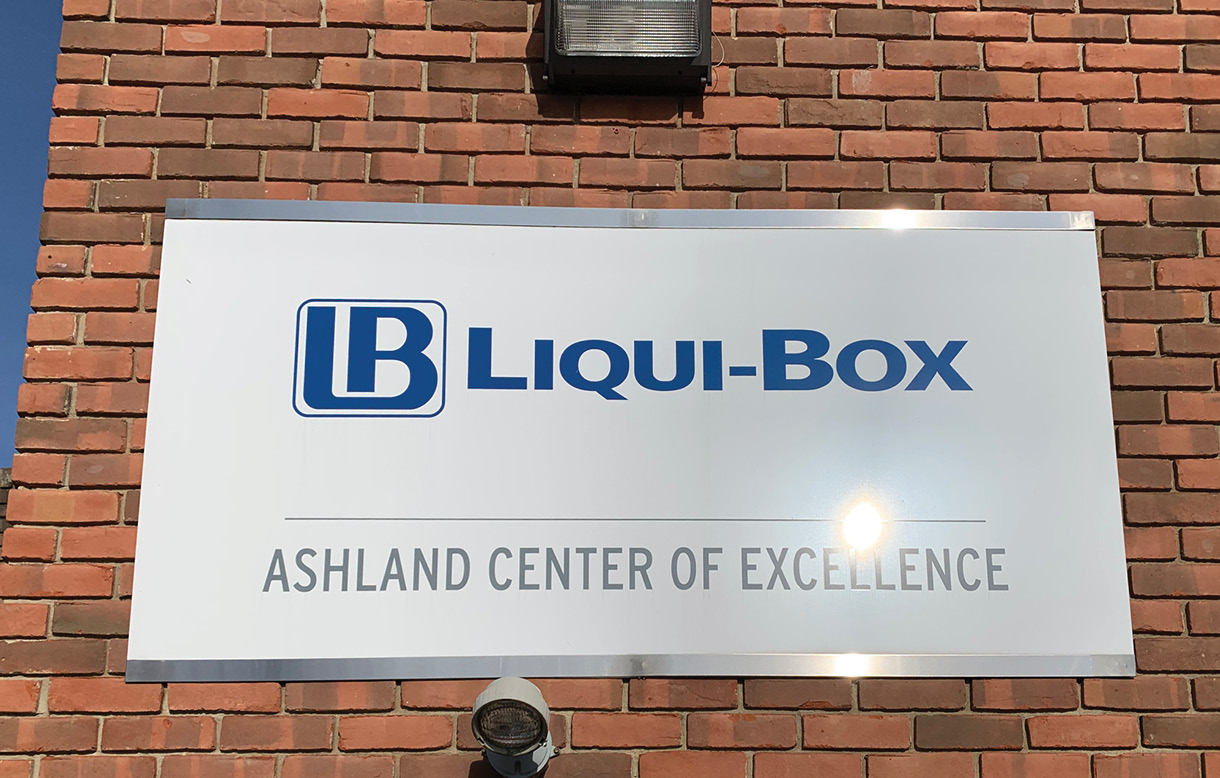 LB LIQUI-BOX
ASHLAND CENTER OF EXCELLENCE